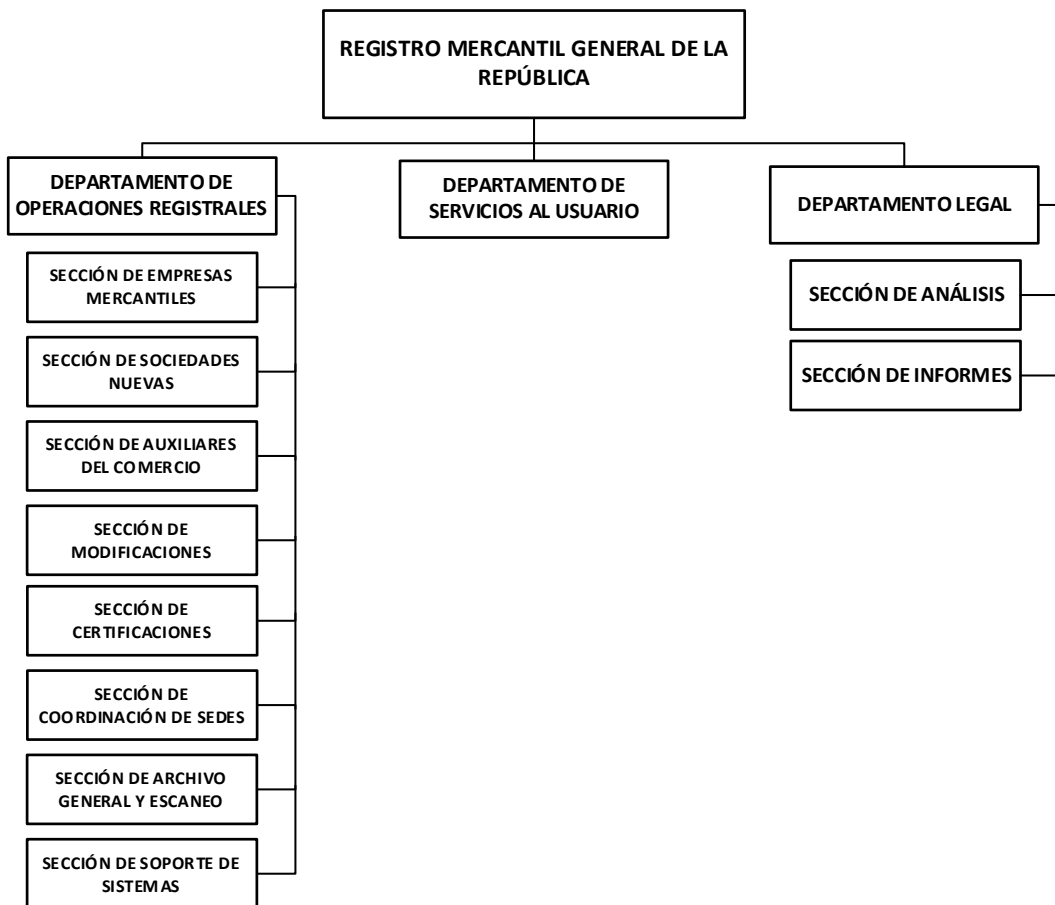 REGISTRO MERCANTIL GENERAL DE LA
REPÚBLICA
DEPARTAMENTO DE
OPERACIONES REGISTRALES
DEPARTAMENTO DE
SERVICIOS AL USUARIO
DEPARTAMENTO LEGAL
SECCIÓN DE EMPRESAS
MERCANTILES
SECCIÓN DE SOCIEDADES
NUEVAS
SECCIÓN DE AUXILIARES
DEL COMERCIO
SECCIÓN DE
MODIFICACIONES
SECCIÓN DE
CERTIFICACIONES
SECCIÓN DE
COORDINACIÓN DE SEDES
SECCIÓN DE ARCHIVO
GENERAL Y ESCANEO
SECCIÓN DE SOPORTE DE
SISTEMAS
SECCIÓN DE ANÁLISIS
SECCIÓN DE INFORMES